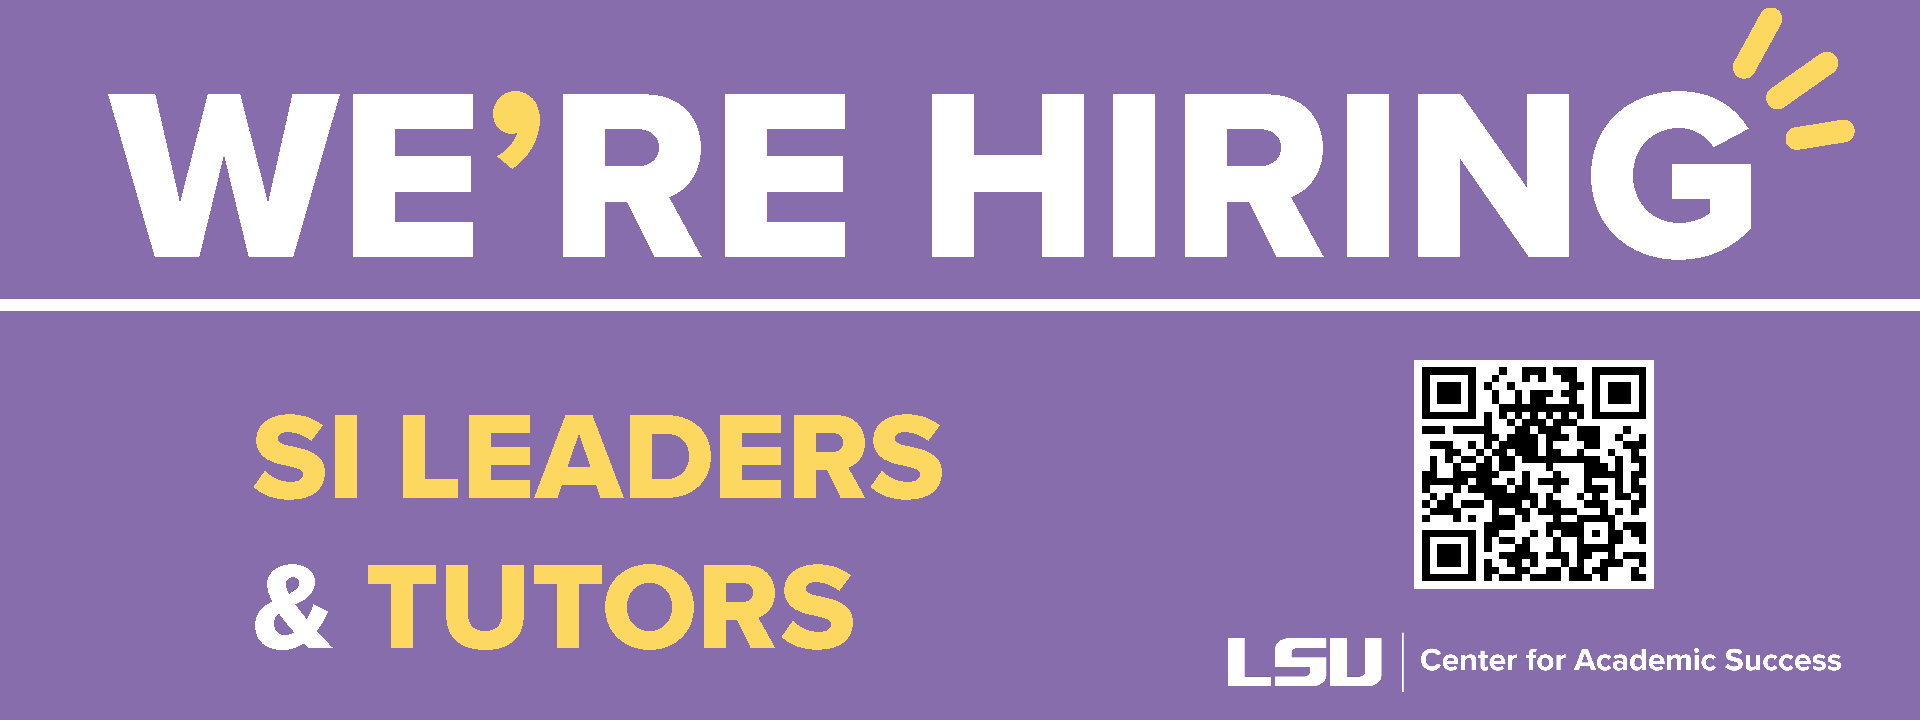 WE’RE HIRING
SI LEADERS
& TUTORS
LSU | Center for Academic Success